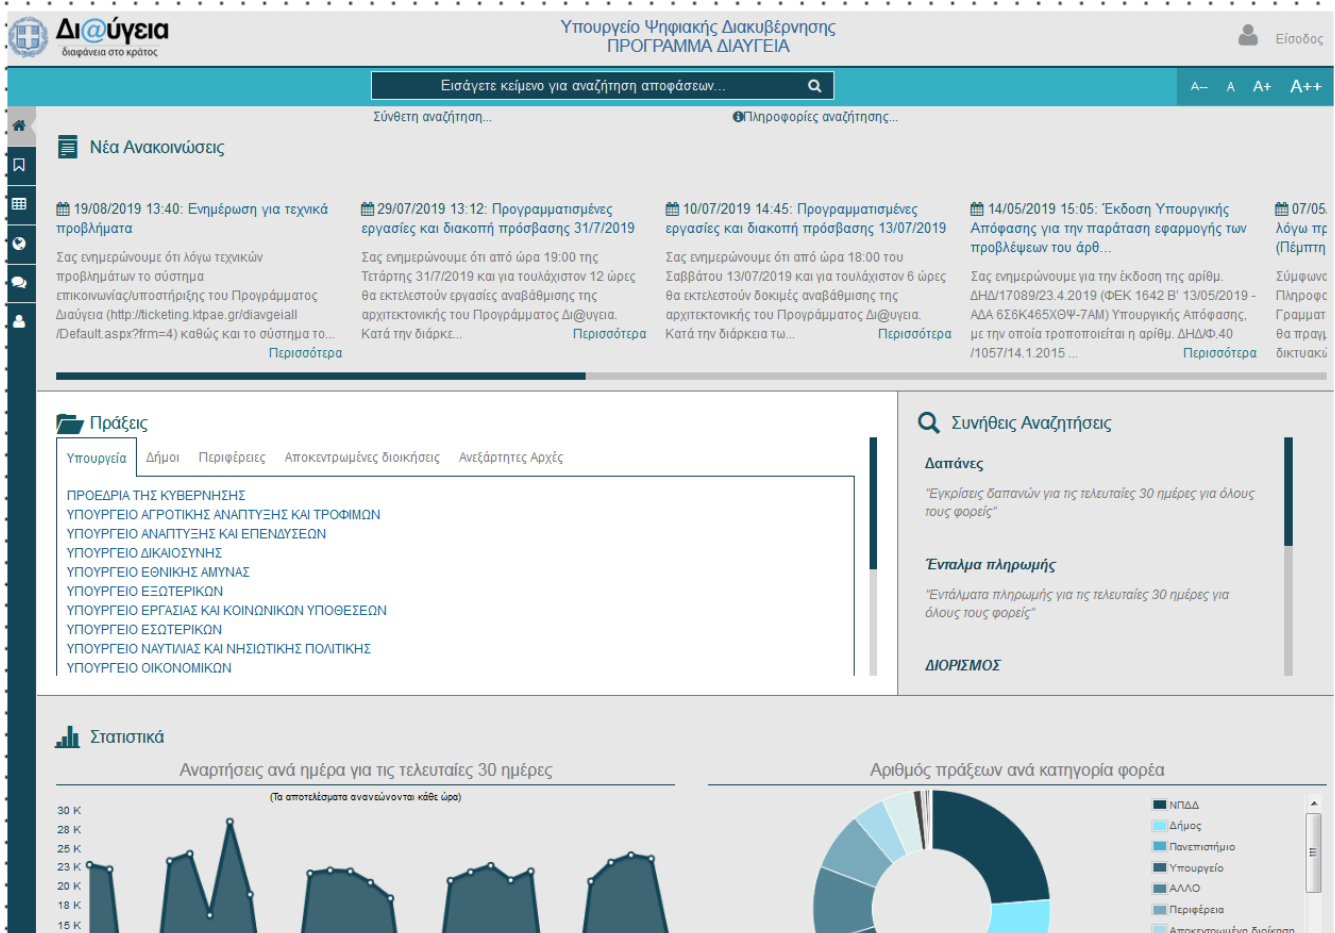 Δι@ύγεια
διαφάνεια στο κράτος
Υπουργείο Ψηφιακής Διακυβέρνησης
ΠΡΟΓΡΑΜΜΑ ΔΙΑΥΓΕΙΑ
Είσοδος
Εισάγετε κείμενο για αναζήτηση αποφάσεων...
A-- A A+ A++
Σύνθετη αναζήτηση...
Πληροφορίες αναζήτησης...
Νέα Ανακοινώσεις
19/08/2019 13:40: Ενημέρωση για τεχνικά
προβλήματα
Σας ενημερώνουμε ότι λόγω τεχνικών
προβλημάτων το σύστημα
επικοινωνίας/υποστήριξης του Προγράμματος
Διαύγεια (http://ticketing.ktpae.gr/diavgeiall
/Default.aspx?frm=4) καθώς και το σύστημα το...
Περισσότερα
29/07/2019 13:12: Προγραμματισμένες
εργασίες και διακοπή πρόσβασης 31/7/2019
Σας ενημερώνουμε ότι από ώρα 19:00 της
Τετάρτης 31/7/2019 και για τουλάχιστον 12 ώρες
θα εκτελεστούν εργασίες αναβάθμισης της
αρχιτεκτονικής του Προγράμματος Δι@υγεια.
Κατά την διάρκε...
Περισσότερα
10/07/2019 14:45: Προγραμματισμένες
εργασίες και διακοπή πρόσβασης 13/07/2019
Σας ενημερώνουμε ότι από ώρα 18:00 του
Σαββάτου 13/07/2019 και για τουλάχιστον 6 ώρες
θα εκτελεστούν δοκιμές αναβάθμισης της
αρχιτεκτονικής του Προγράμματος Δι@υγεια.
Κατά την διάρκεια τω...
Περισσότερα
14/05/2019 15:05: Έκδοση Υπουργικής
Απόφασης για την παράταση εφαρμογής των
προβλέψεων του άρθ...
Σας ενημερώνουμε για την έκδοση της αρίθμ.
ΔΗΔ/17089/23.4.2019 (ΦΕΚ 1642 Β' 13/05/2019 -
ΑΔΑ 6Σ6Κ465ΧΘΨ-7ΑΜ) Υπουργικής Απόφασης,
με την οποία τροποποιείται η αρίθμ. ΔΗΔ/Φ.40
/1057/14.1.2015 ...
Περισσότερα
07/05.
λόγω πρ
(Πέμπτη
Σύμφωνα
Πληροφο
Γραμματ
θα πραγμ
δικτυακώ
Πράξεις
Υπουργεία Δήμοι Περιφέρειες Αποκεντρωμένες διοικήσεις Ανεξάρτητες Αρχές
ΠΡΟΕΔΡΙΑ ΤΗΣ ΚΥΒΕΡΝΗΣΗΣ
ΥΠΟΥΡΓΕΙΟ ΑΓΡΟΤΙΚΗΣ ΑΝΑΠΤΥΞΗΣ ΚΑΙ ΤΡΟΦΙΜΩΝ
ΥΠΟΥΡΓΕΙΟ ΑΝΑΠΤΥΞΗΣ ΚΑΙ ΕΠΕΝΔΥΣΕΩΝ
ΥΠΟΥΡΓΕΙΟ ΔΙΚΑΙΟΣΥΝΗΣ
ΥΠΟΥΡΓΕΙΟ ΕΘΝΙΚΗΣ ΑΜΥΝΑΣ
ΥΠΟΥΡΓΕΙΟ ΕΞΩΤΕΡΙΚΩΝ
ΥΠΟΥΡΓΕΙΟ ΕΡΓΑΣΙΑΣ ΚΑΙ ΚΟΙΝΩΝΙΚΩΝ ΥΠΟΘΕΣΕΩΝ
ΥΠΟΥΡΓΕΙΟ ΕΣΩΤΕΡΙΚΩΝ
ΥΠΟΥΡΓΕΙΟ ΝΑΥΤΙΛΙΑΣ ΚΑΙ ΝΗΣΙΩΤΙΚΗΣ ΠΟΛΙΤΙΚΗΣ
ΥΠΟΥΡΓΕΙΟ ΟΙΚΟΝΟΜΙΚΩΝ
Συνήθεις Αναζητήσεις
Δαπάνες
"Εγκρίσεις δαπανών για τις τελευταίες 30 ημέρες για όλους
τους φορείς"
Ένταλμα πληρωμής
"Εντάλματα πληρωμής για τις τελευταίες 30 ημέρες για
όλους τους φορείς"
ΔΙΟΡΙΣΜΟΣ
Στατιστικά
Αναρτήσεις ανά ημέρα για τις τελευταίες 30 ημέρες
(Τα αποτελέσματα ανανεώνονται κάθε ώρα)
30 K
28 K
25 K
23 K
20 K
18 K
15 K
Αριθμός πράξεων ανά κατηγορία φορέα
ΝΠΔΔ
Δήμος
Πανεπιστήμιο
Υπουργείο
ΑΛΛΟ
Περιφέρεια
Αποκεντρωμένη διοίκηση